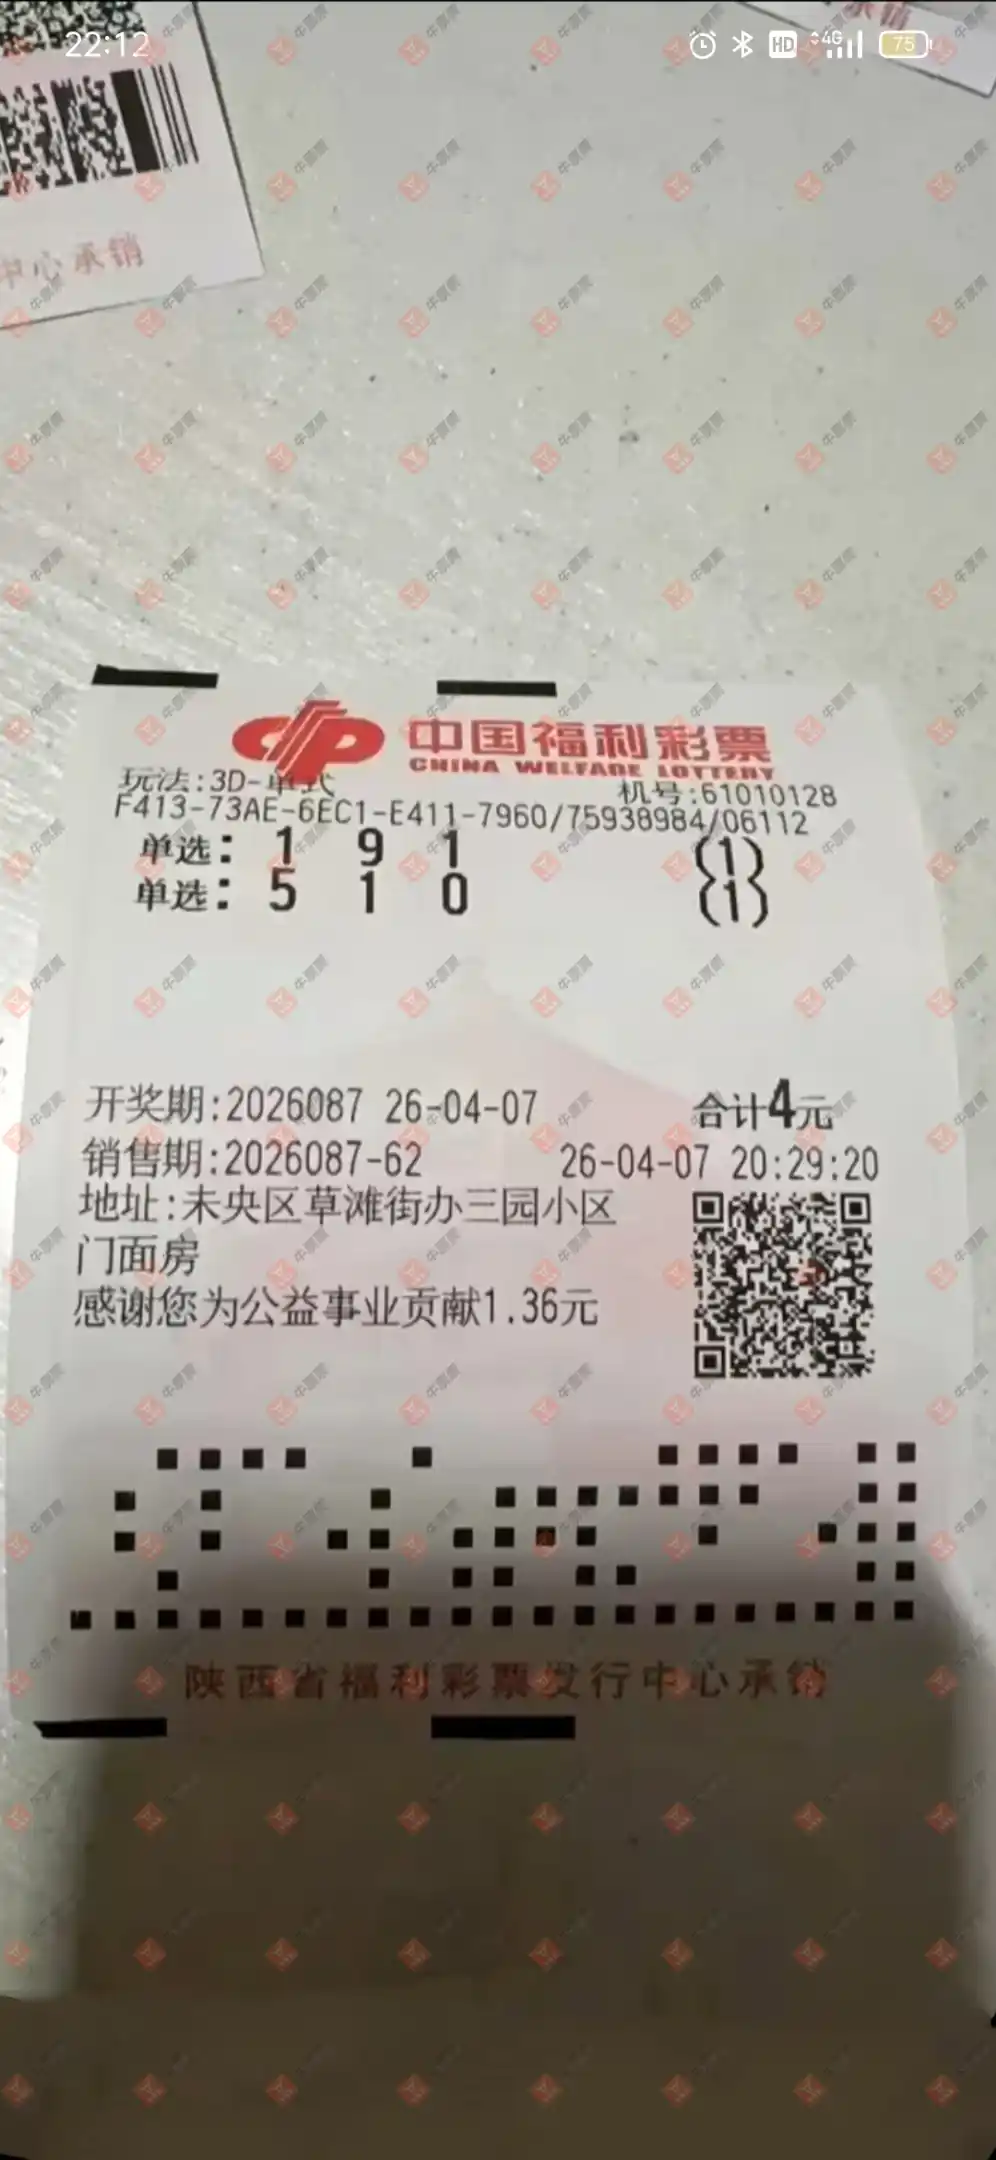 22:12
HD
4G
75
承销
中心承销
中国福利彩票
CHINA WELFARE LOTTERY
玩法:3D-单式 机号:61010128
F413-73AE-6EC1-E411-7960/75938984/06112
单选: 1 9 1 (1)
单选: 5 1 0 (1)
开奖期:2026087 26-04-07 合计4元
销售期:2026087-62 26-04-07 20:29:20
地址:未央区草滩街办三园小区
门面房
感谢您为公益事业贡献1.36元
陕西省福利彩票发行中心承销